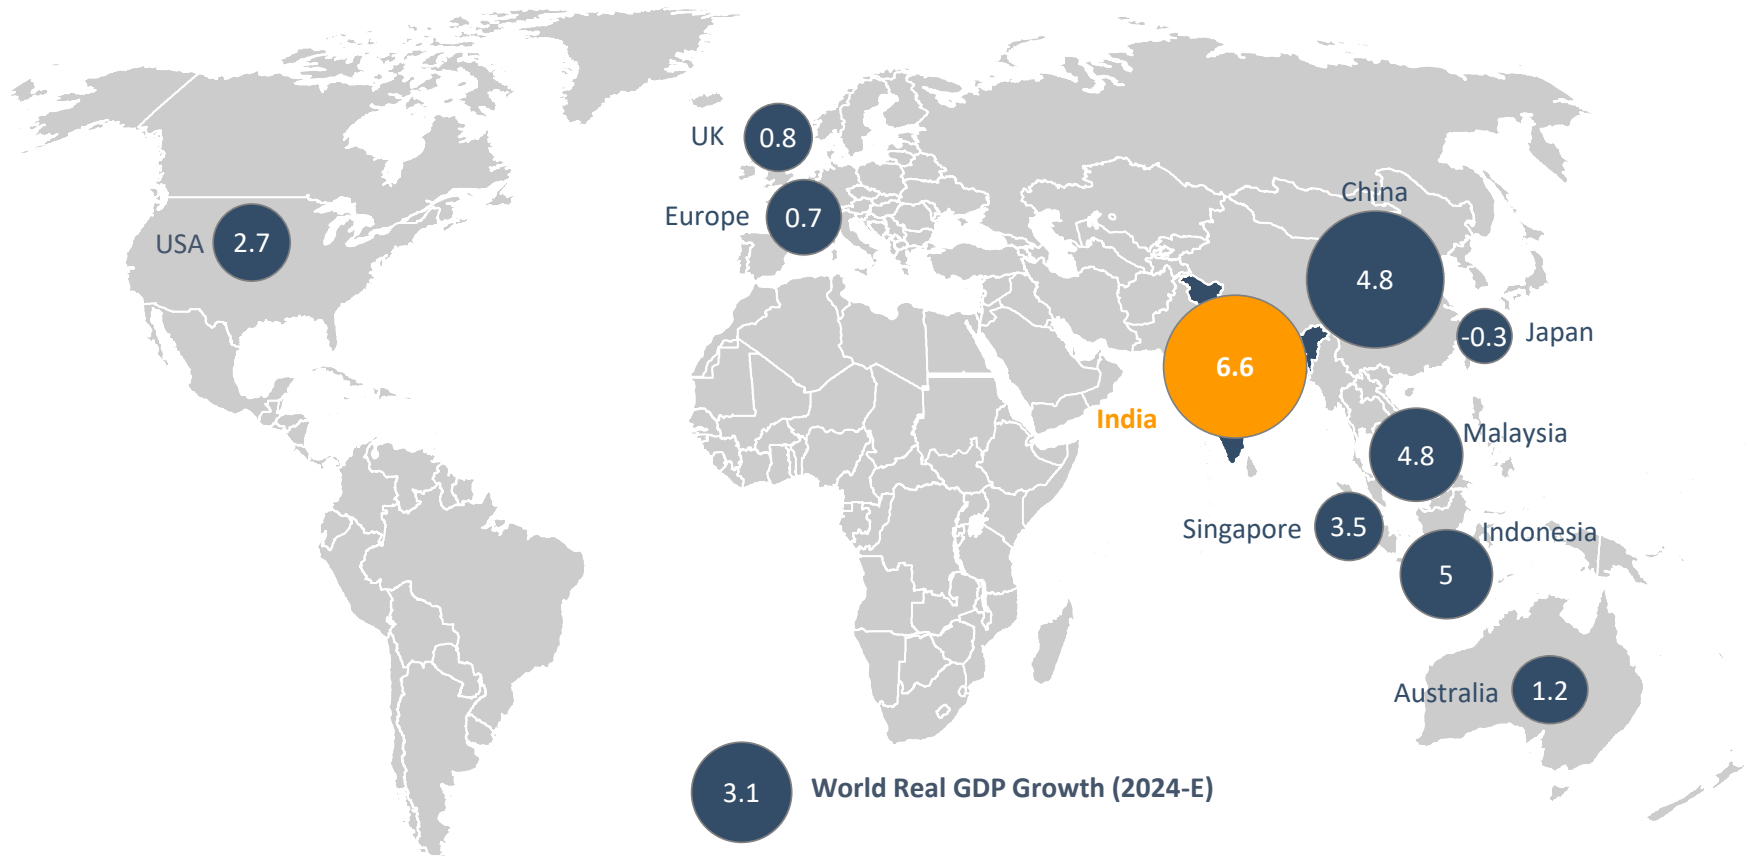 UK
0.8
Europe
0.7
USA
2.7
China
4.8
-0.3
Japan
6.6
India
Malaysia
4.8
Singapore
3.5
Indonesia
5
Australia
1.2
3.1
World Real GDP Growth (2024-E)